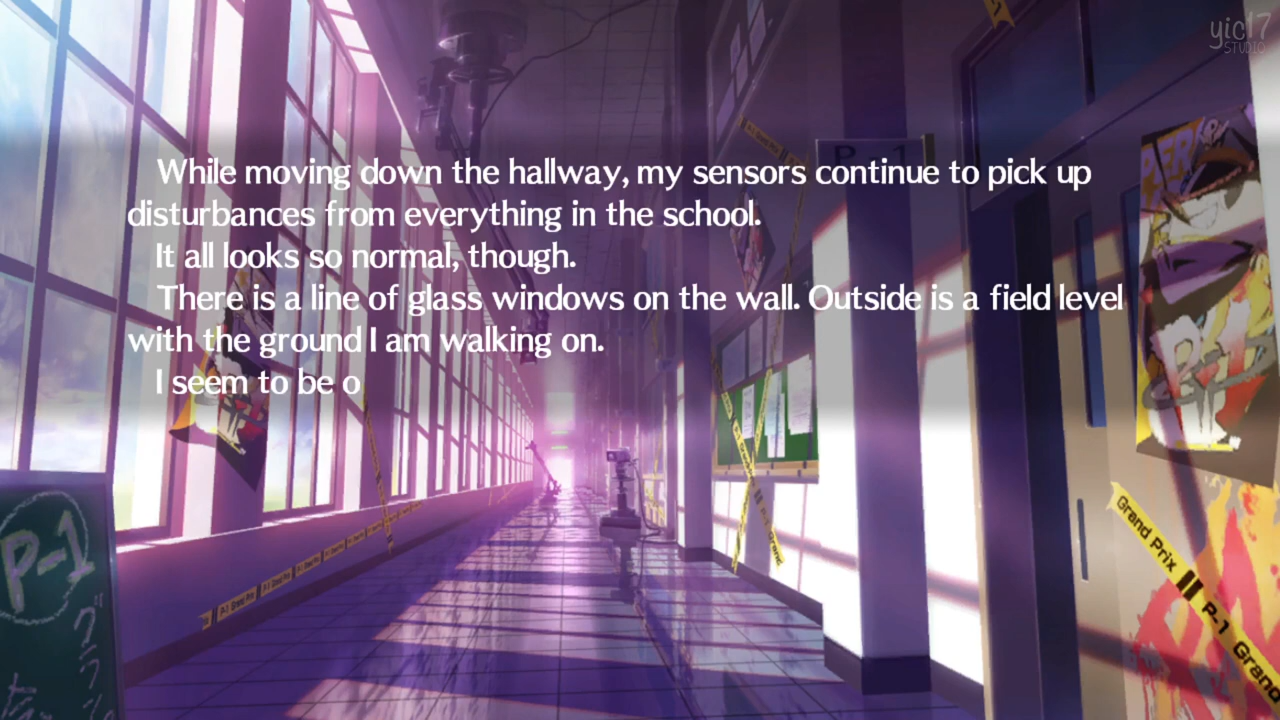 yic17
STUDIO
P-1
While moving down the hallway, my sensors continue to pick up
disturbances from everything in the school.
It all looks so normal, though.
There is a line of glass windows on the wall. Outside is a field level
with the ground I am walking on.
I seem to be o
P-1
Grand Prix
P-1 Grand